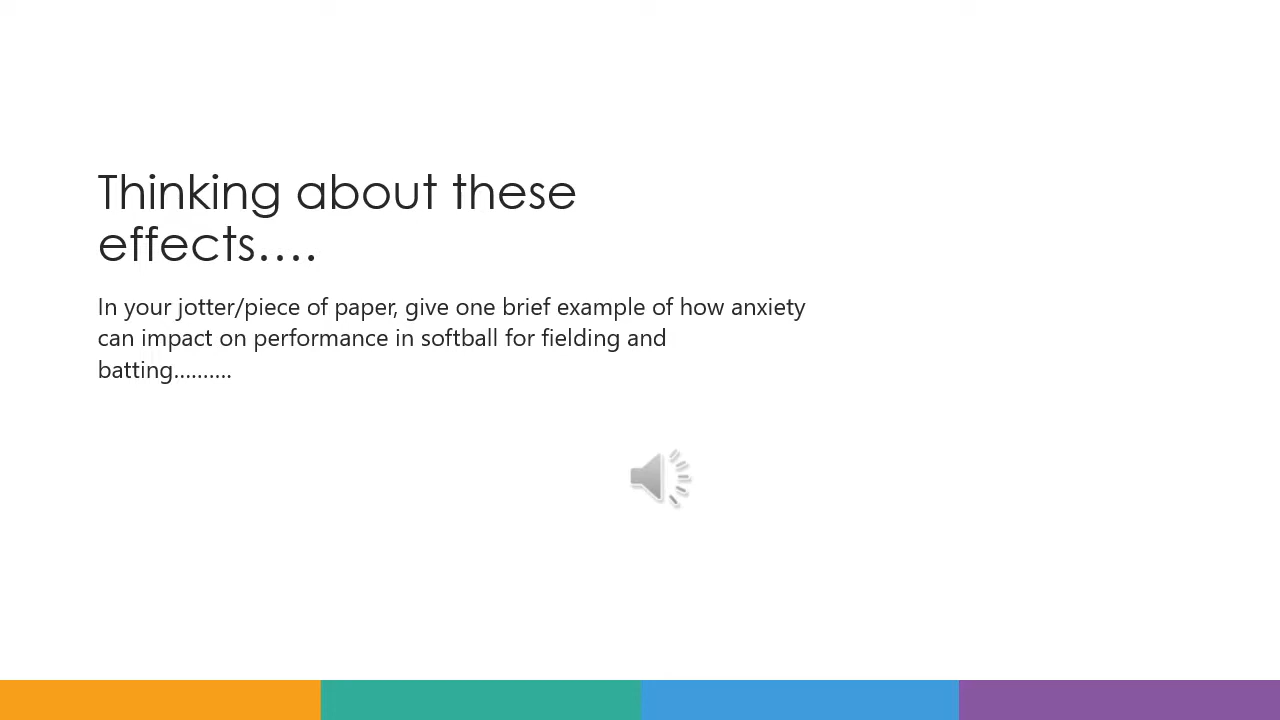 Thinking about these
effects....
In your jotter/piece of paper, give one brief example of how anxiety
can impact on performance in softball for fielding and
batting..........